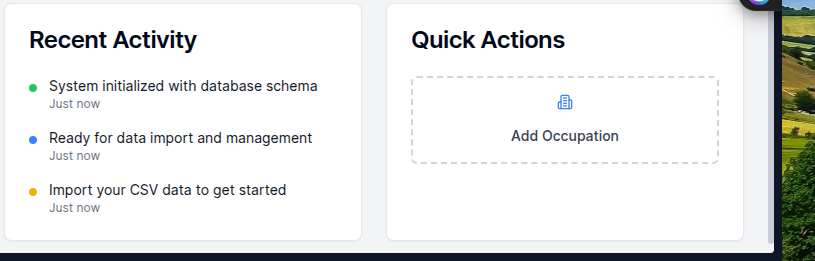 Recent Activity
System initialized with database schema
Just now
Ready for data import and management
Just now
Import your CSV data to get started
Just now
Quick Actions
Add Occupation